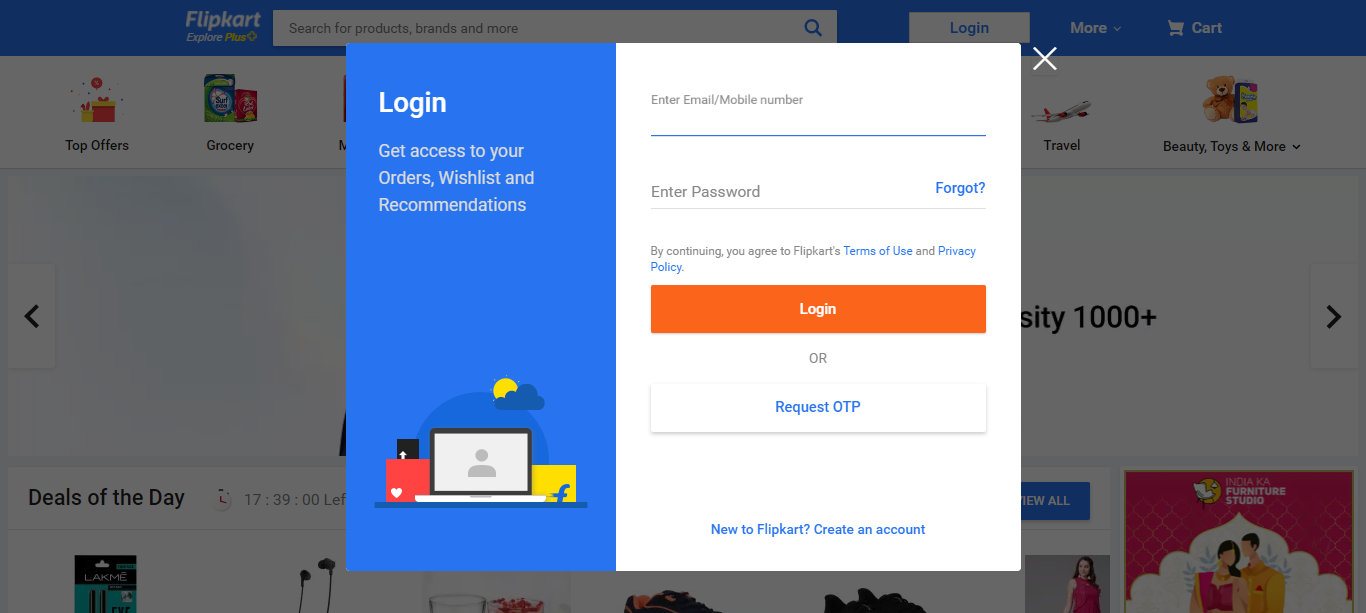 Flipkart
Explore Plus
Search for products, brands and more
Login
More
Cart
Top Offers
Grocery
M
Travel
Beauty, Toys & More
Login
Get access to your
Orders, Wishlist and
Recommendations
Enter Email/Mobile number
Enter Password
Forgot?
By continuing, you agree to Flipkart's Terms of Use and Privacy
Policy.
Login
OR
Request OTP
New to Flipkart? Create an account
sity 1000+
Deals of the Day
17 : 39 : 00 Lef
VIEW ALL
INDIA KA
FURNITURE
STUDIO
LAKMÉ
EYE
Surf
excel